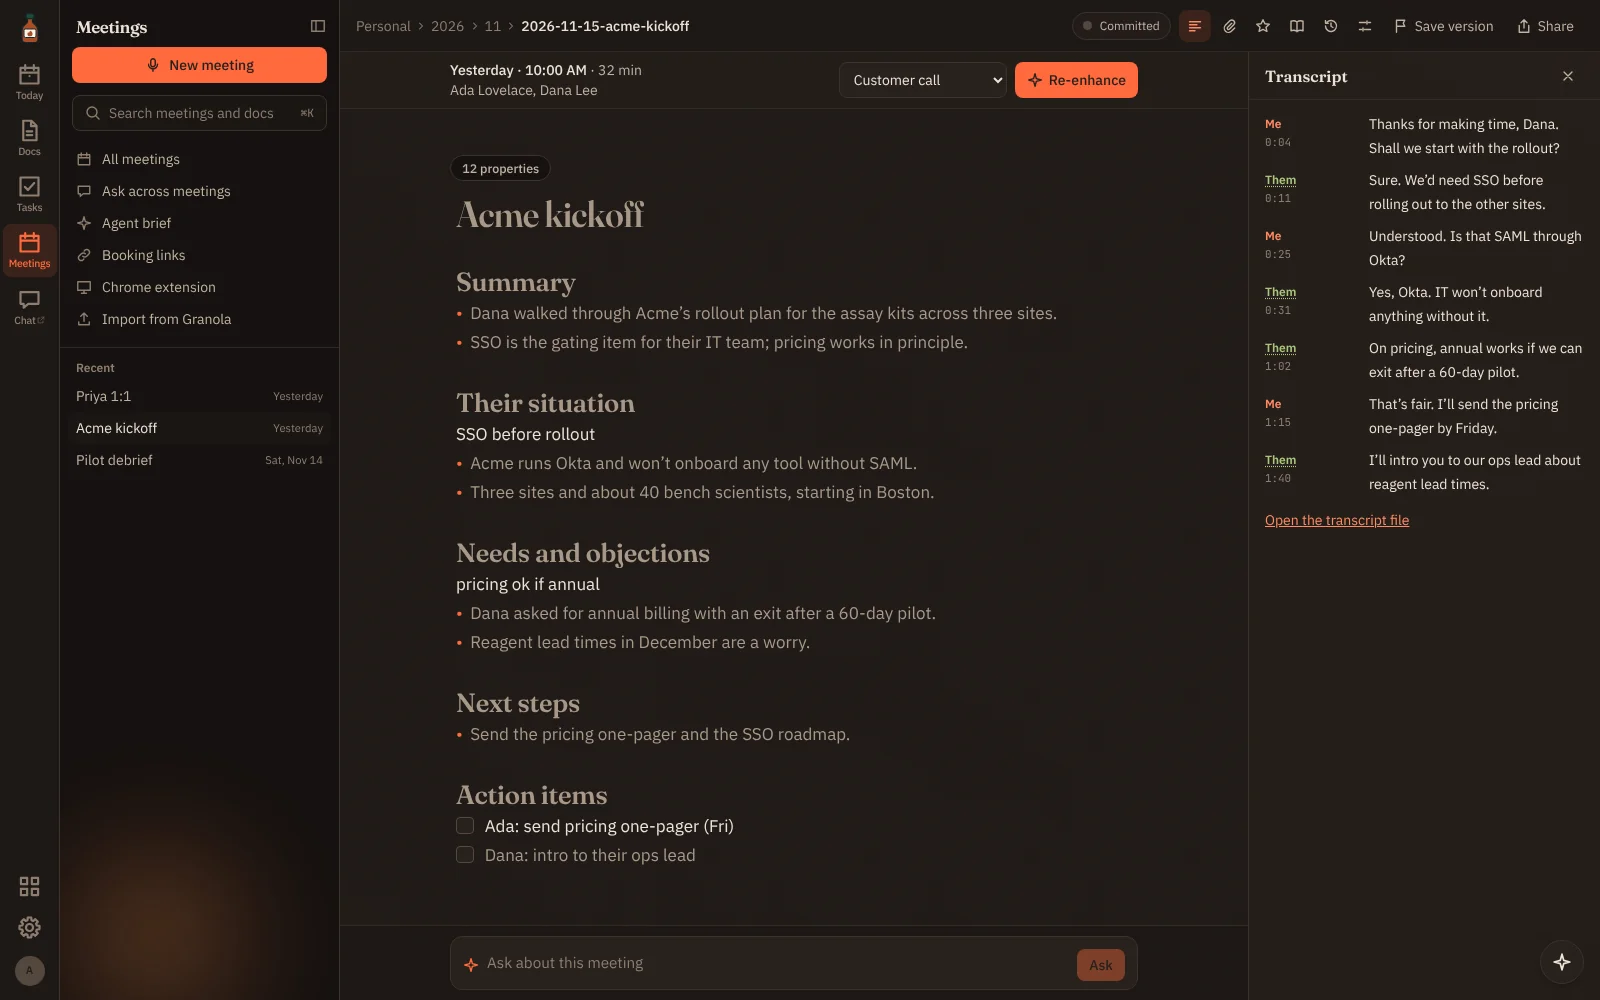 Today
Docs
Tasks
Meetings
Chat
A
Meetings
New meeting
Search meetings and docs ⌘K
All meetings
Ask across meetings
Agent brief
Booking links
Chrome extension
Import from Granola
Recent
Priya 1:1 Yesterday
Acme kickoff Yesterday
Pilot debrief Sat, Nov 14
Personal › 2026 › 11 › 2026-11-15-acme-kickoff
Committed
Save version
Share
Yesterday · 10:00 AM · 32 min
Ada Lovelace, Dana Lee
Customer call
Re-enhance
12 properties
Acme kickoff
Summary
• Dana walked through Acme’s rollout plan for the assay kits across three sites.
• SSO is the gating item for their IT team; pricing works in principle.
Their situation
SSO before rollout
• Acme runs Okta and won’t onboard any tool without SAML.
• Three sites and about 40 bench scientists, starting in Boston.
Needs and objections
pricing ok if annual
• Dana asked for annual billing with an exit after a 60-day pilot.
• Reagent lead times in December are a worry.
Next steps
• Send the pricing one-pager and the SSO roadmap.
Action items
Ada: send pricing one-pager (Fri)
Dana: intro to their ops lead
Ask about this meeting
Ask
Transcript
Me
0:04
Thanks for making time, Dana.
Shall we start with the rollout?
Them
0:11
Sure. We’d need SSO before
rolling out to the other sites.
Me
0:25
Understood. Is that SAML through
Okta?
Them
0:31
Yes, Okta. IT won’t onboard
anything without it.
Them
1:02
On pricing, annual works if we can
exit after a 60-day pilot.
Me
1:15
That’s fair. I’ll send the pricing
one-pager by Friday.
Them
1:40
I’ll intro you to our ops lead about
reagent lead times.
Open the transcript file